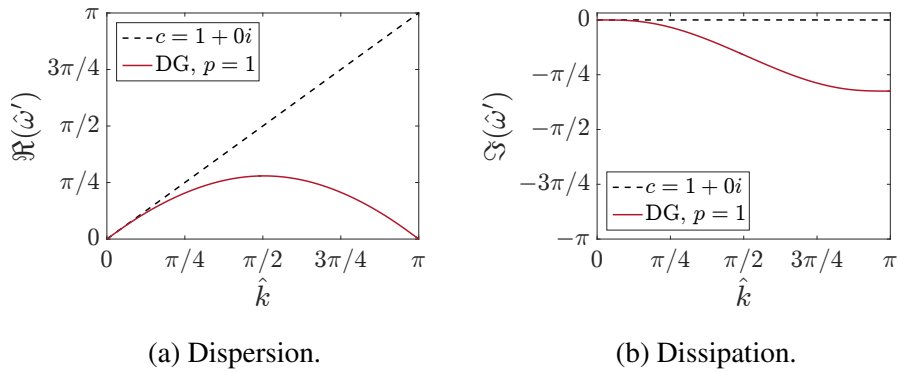 π
3π/4
π/2
π/4
0
ℜ(ω̂′)
c = 1 + 0i
DG, p = 1
0
π/4
π/2
3π/4
π
k̂
(a) Dispersion.
0
−π/4
−π/2
−3π/4
−π
ℑ(ω̂′)
c = 1 + 0i
DG, p = 1
0
π/4
π/2
3π/4
π
k̂
(b) Dissipation.